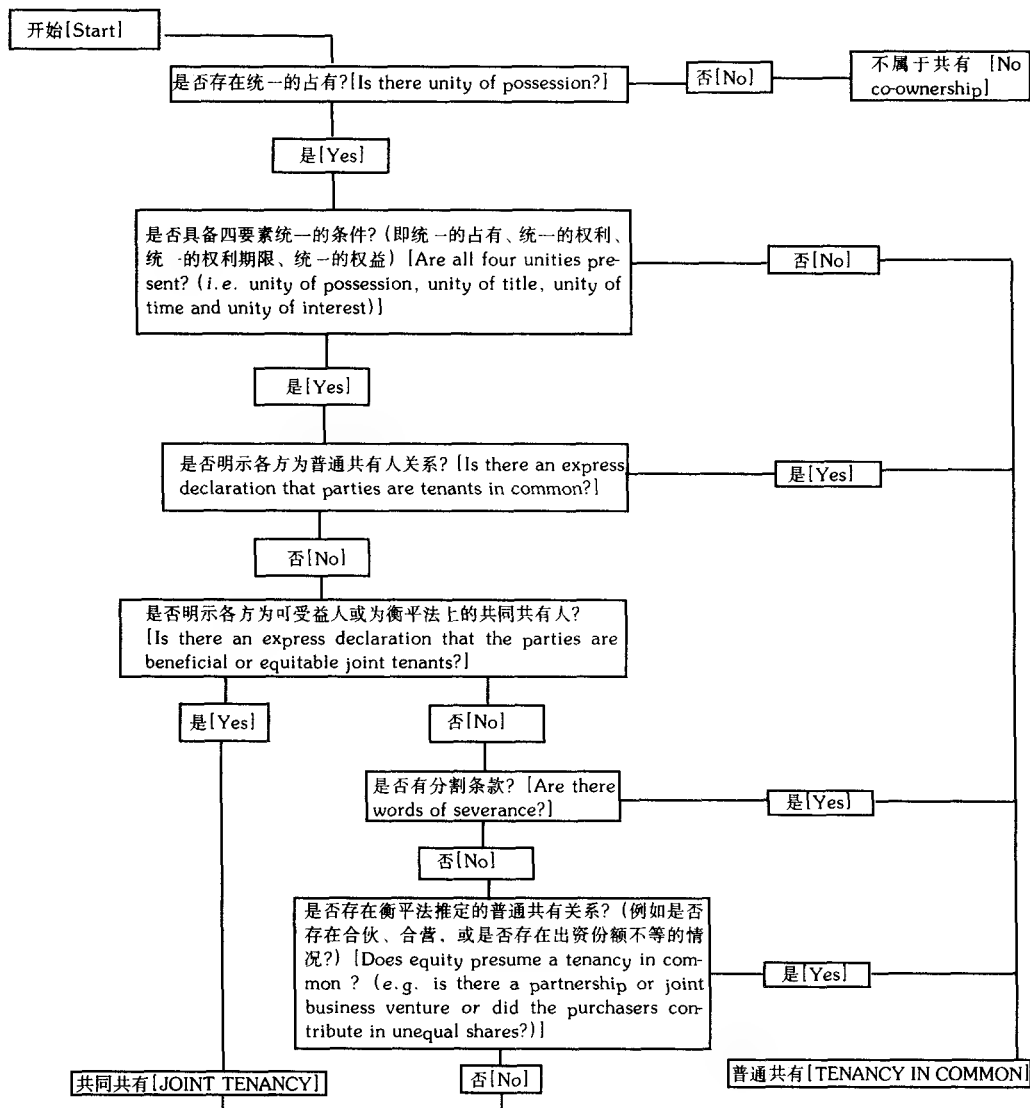 开始[Start]
是否存在统一的占有?[Is there unity of possession?]
否[No]
不属于共有 [No
co-ownership]
是[Yes]
是否具备四要素统一的条件?(即统一的占有、统一的权利、
统一的权利期限、统一的权益) [Are all four unities pre-
sent? (i.e. unity of possession, unity of title, unity of
time and unity of interest)]
否[No]
是[Yes]
是否明示各方为普通共有人关系? [Is there an express
declaration that parties are tenants in common?]
是[Yes]
否[No]
是否明示各方为可受益人或为衡平法上的共同共有人?
[Is there an express declaration that the parties are
beneficial or equitable joint tenants?]
是[Yes]
否[No]
是否有分割条款? [Are there
words of severance?]
是[Yes]
否[No]
是否存在衡平法推定的普通共有关系?(例如是否
存在合伙、合营,或是否存在出资份额不等的情
况?) [Does equity presume a tenancy in com-
mon ? (e.g. is there a partnership or joint
business venture or did the purchasers con-
tribute in unequal shares?)]
是[Yes]
共同共有[JOINT TENANCY]
否[No]
普通共有[TENANCY IN COMMON]